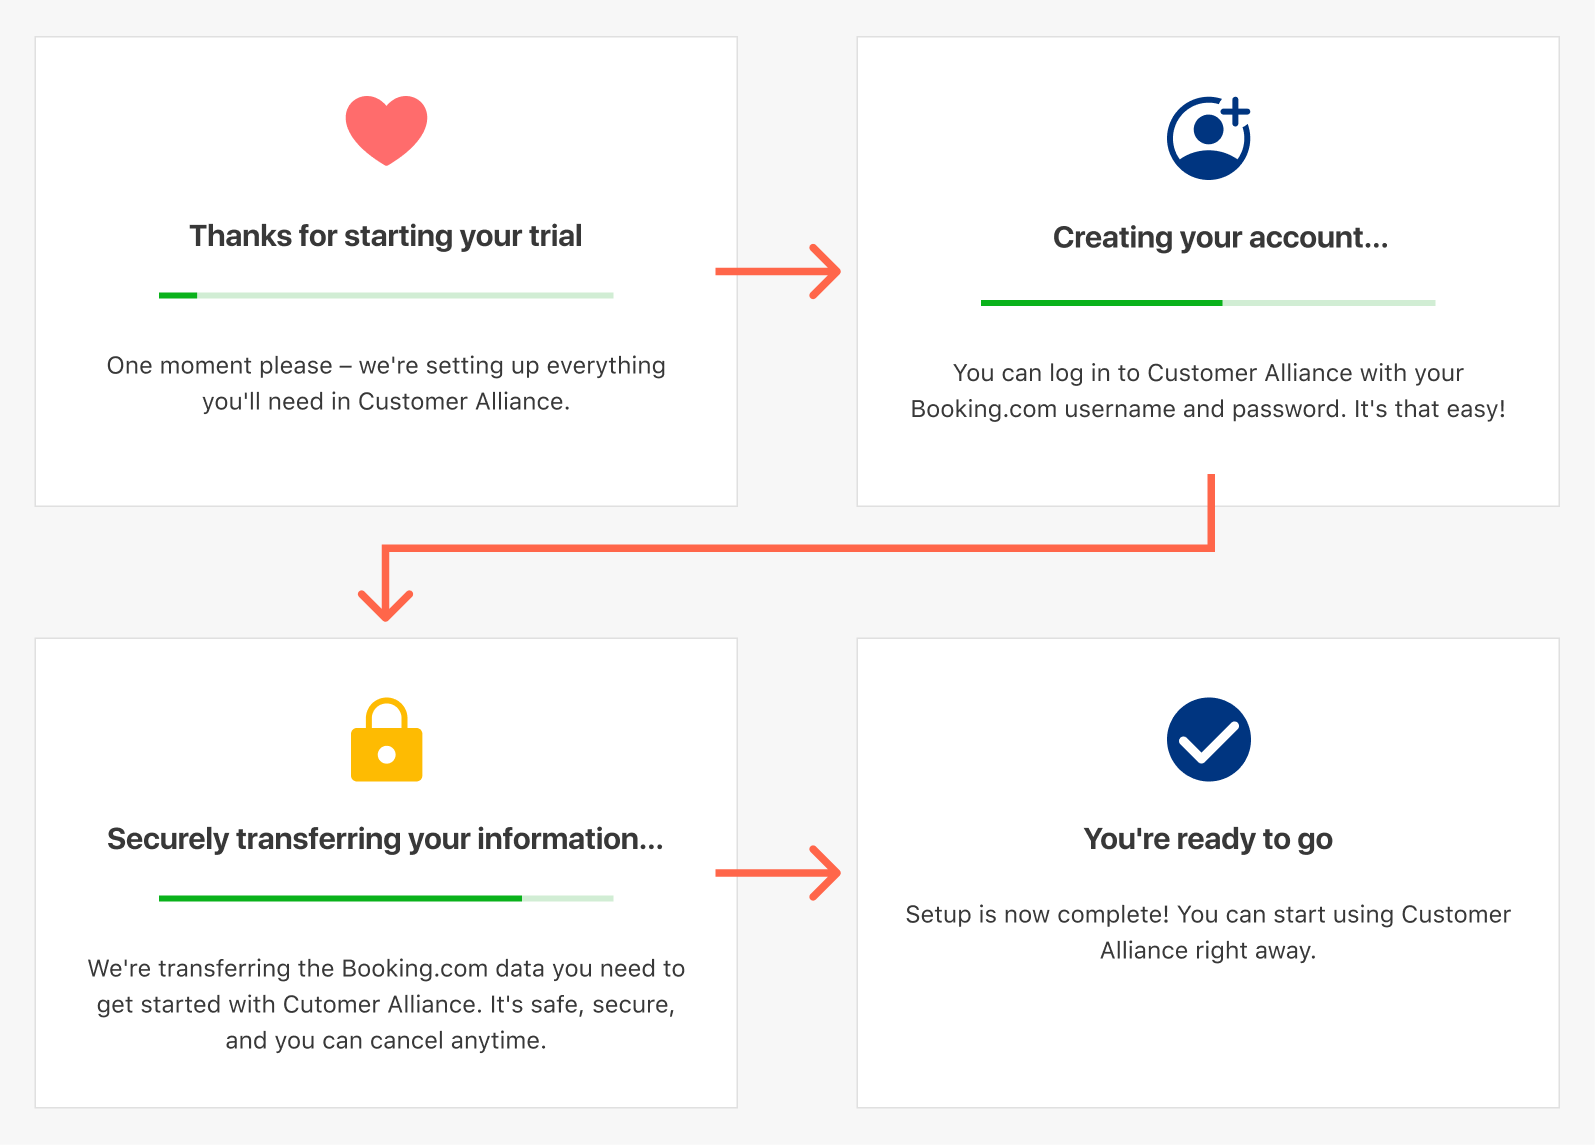 Thanks for starting your trial
One moment please – we're setting up everything
you'll need in Customer Alliance.
Creating your account...
You can log in to Customer Alliance with your
Booking.com username and password. It's that easy!
Securely transferring your information...
We're transferring the Booking.com data you need to
get started with Cutomer Alliance. It's safe, secure,
and you can cancel anytime.
You're ready to go
Setup is now complete! You can start using Customer
Alliance right away.